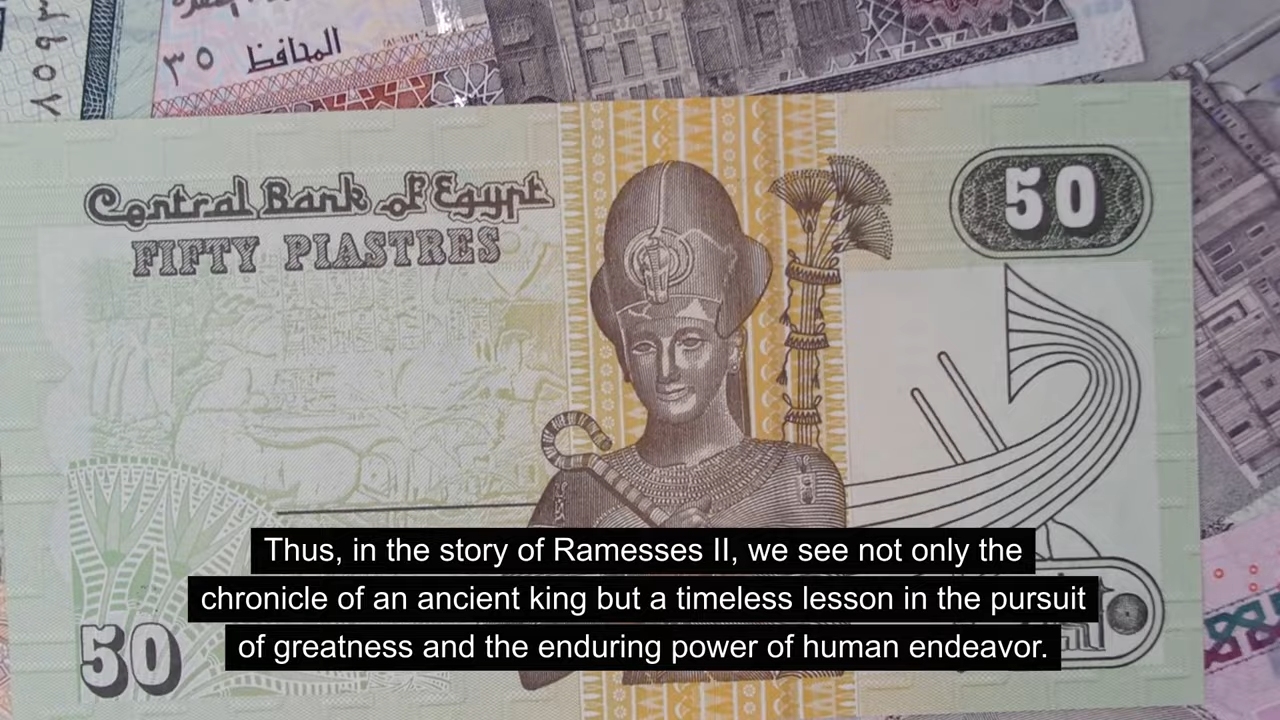 ٨٥٩٣
٣٥
المحافظ
Central Bank of Egypt
FIFTY PIASTRES
50
Thus, in the story of Ramesses II, we see not only the
chronicle of an ancient king but a timeless lesson in the pursuit
of greatness and the enduring power of human endeavor.
50